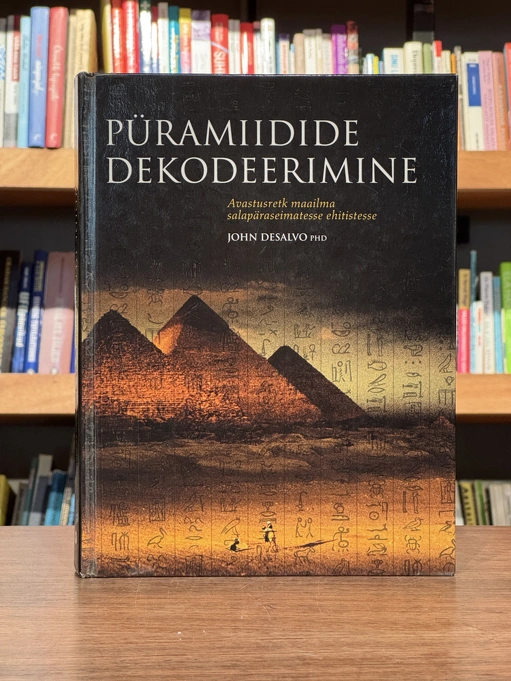 PÜRAMIIDIDE
DEKODEERIMINE
Avastusretk maailma
salapäraseimatesse ehitistesse
JOHN DESALVO PHD